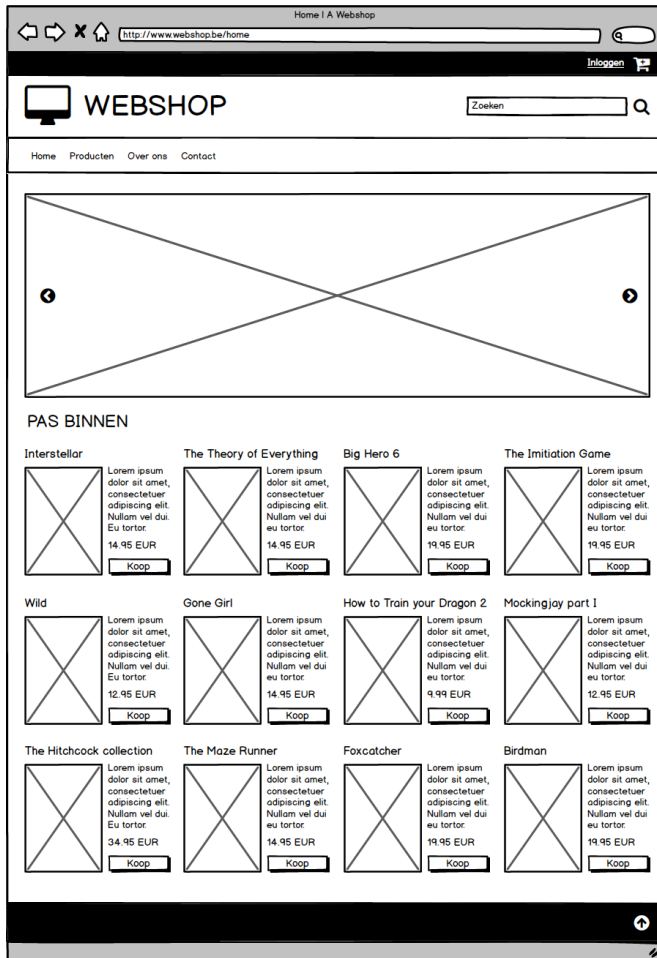 Home | A Webshop
http://www.webshop.be/home
Inloggen
WEBSHOP
Zoeken
Home Producten Over ons Contact
PAS BINNEN
Interstellar
Lorem ipsum
dolor sit amet,
consectetuer
adipiscing elit.
Nullam vel dui.
Eu tortor.
14.95 EUR
Koop
The Theory of Everything
Lorem ipsum
dolor sit amet,
consectetuer
adipiscing elit.
Nullam vel dui
eu tortor.
14.95 EUR
Koop
Big Hero 6
Lorem ipsum
dolor sit amet,
consectetuer
adipiscing elit.
Nullam vel dui
eu tortor.
19.95 EUR
Koop
The Imitiation Game
Lorem ipsum
dolor sit amet,
consectetuer
adipiscing elit.
Nullam vel dui
eu tortor.
19.95 EUR
Koop
Wild
Lorem ipsum
dolor sit amet,
consectetuer
adipiscing elit.
Nullam vel dui.
Eu tortor.
12.95 EUR
Koop
Gone Girl
Lorem ipsum
dolor sit amet,
consectetuer
adipiscing elit.
Nullam vel dui
eu tortor.
14.95 EUR
Koop
How to Train your Dragon 2
Lorem ipsum
dolor sit amet,
consectetuer
adipiscing elit.
Nullam vel dui
eu tortor.
9.99 EUR
Koop
Mockingjay part I
Lorem ipsum
dolor sit amet,
consectetuer
adipiscing elit.
Nullam vel dui
eu tortor.
12.95 EUR
Koop
The Hitchcock collection
Lorem ipsum
dolor sit amet,
consectetuer
adipiscing elit.
Nullam vel dui.
Eu tortor.
34.95 EUR
Koop
The Maze Runner
Lorem ipsum
dolor sit amet,
consectetuer
adipiscing elit.
Nullam vel dui
eu tortor.
14.95 EUR
Koop
Foxcatcher
Lorem ipsum
dolor sit amet,
consectetuer
adipiscing elit.
Nullam vel dui
eu tortor.
19.95 EUR
Koop
Birdman
Lorem ipsum
dolor sit amet,
consectetuer
adipiscing elit.
Nullam vel dui
eu tortor.
19.95 EUR
Koop